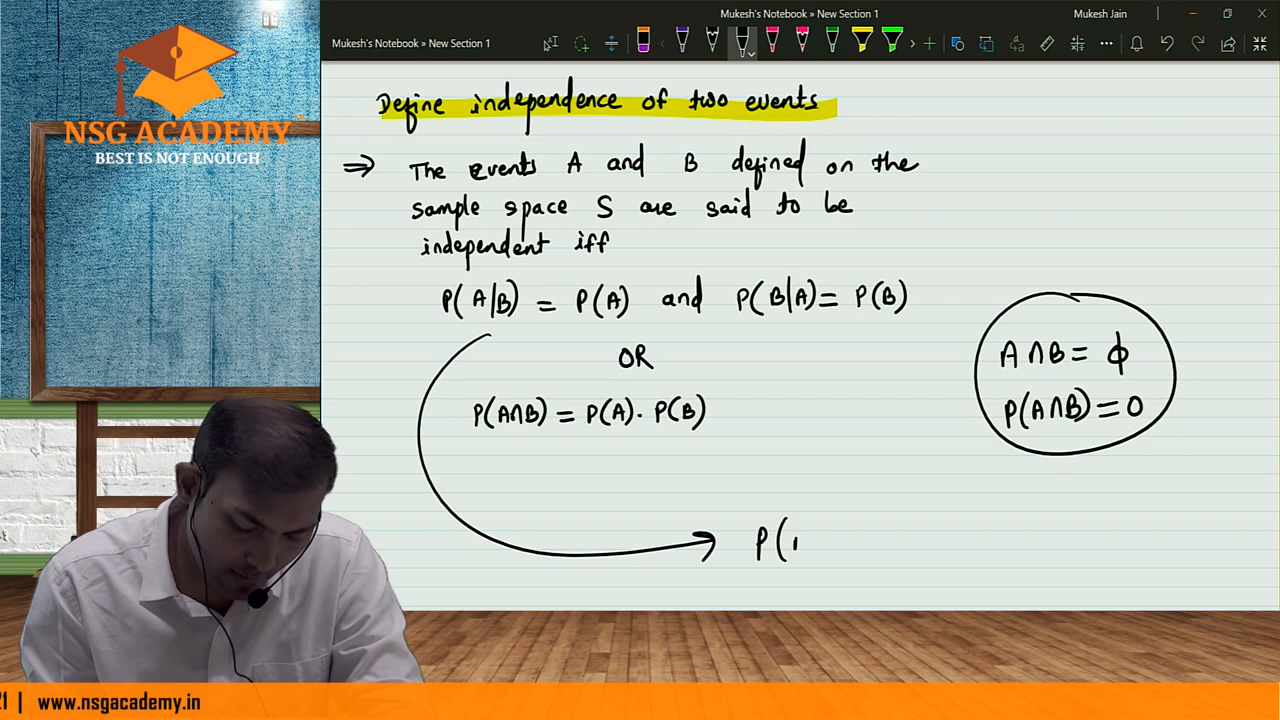 Mukesh's Notebook » New Section 1
Mukesh Jain
Mukesh's Notebook » New Section 1
NSG ACADEMY
BEST IS NOT ENOUGH
Define independence of two events
⇒ The events A and B defined on the
sample space S are said to be
independent iff
P(A|B) = P(A) and P(B|A) = P(B)
OR
P(A∩B) = P(A) . P(B)
A∩B = ϕ
P(A∩B) = 0
P(
21 | www.nsgacademy.in